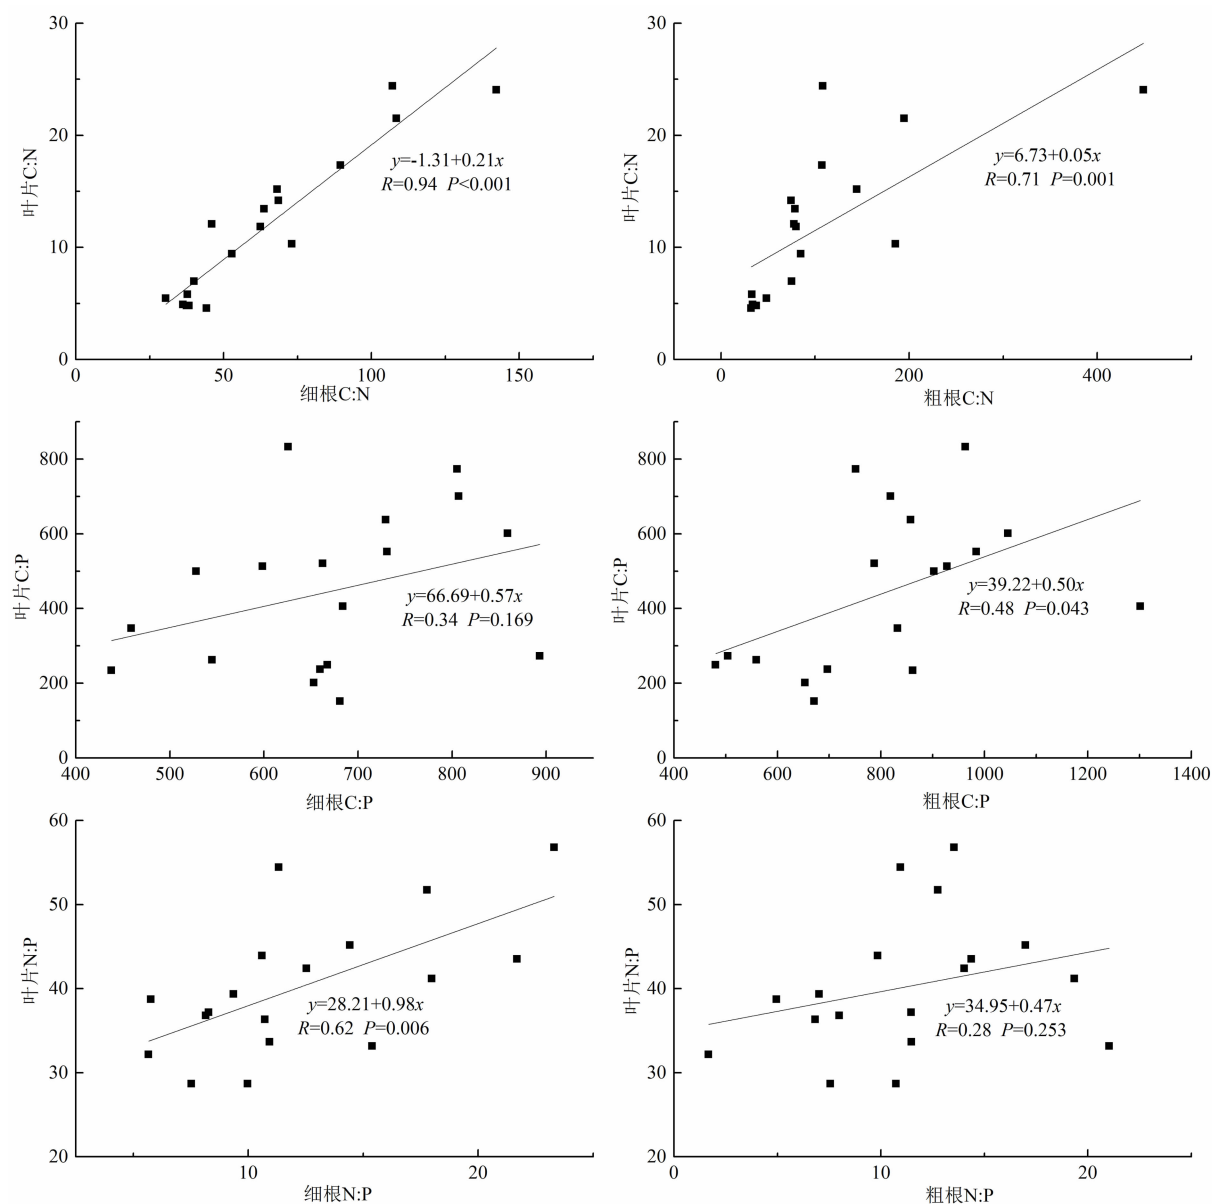 30
20
10
0
叶片C:N
y=-1.31+0.21x
R=0.94 P<0.001
0 50 100 150
细根C:N
30
20
10
0
叶片C:N
y=6.73+0.05x
R=0.71 P=0.001
0 200 400
粗根C:N
800
600
400
200
0
叶片C:P
y=66.69+0.57x
R=0.34 P=0.169
400 500 600 700 800 900
细根C:P
800
600
400
200
0
叶片C:P
y=39.22+0.50x
R=0.48 P=0.043
400 600 800 1000 1200 1400
粗根C:P
60
50
40
30
20
叶片N:P
y=28.21+0.98x
R=0.62 P=0.006
10 20
细根N:P
60
50
40
30
20
叶片N:P
y=34.95+0.47x
R=0.28 P=0.253
0 10 20
粗根N:P